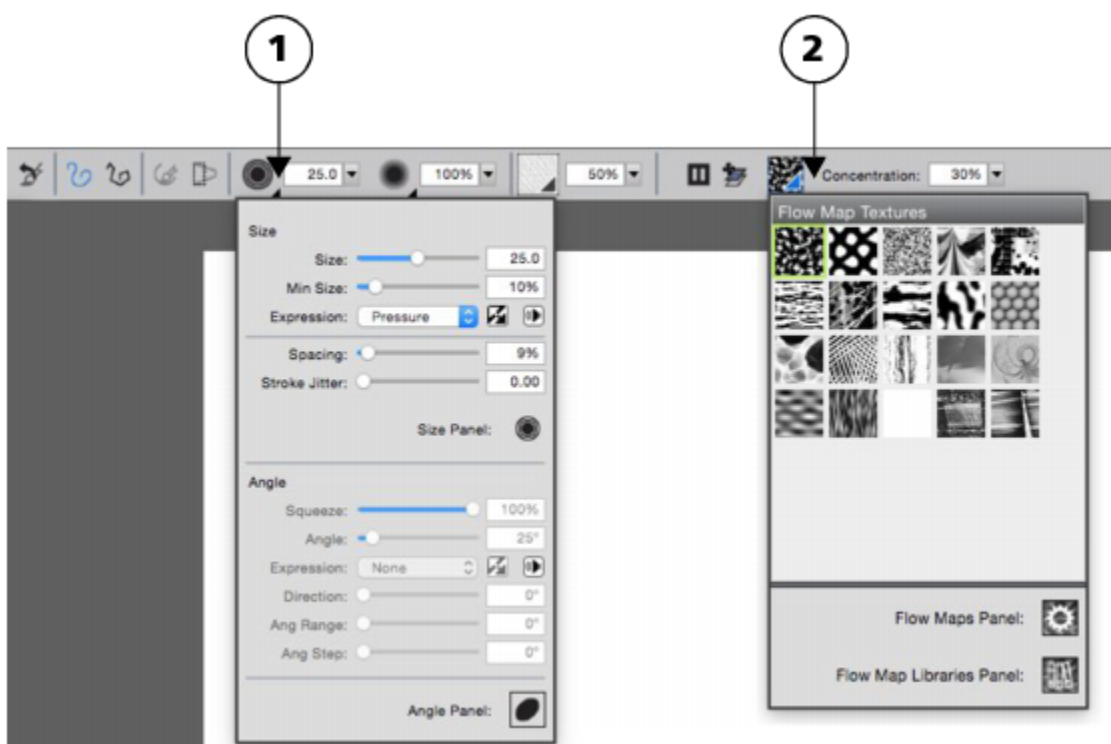 1
2
25.0
100%
50%
Concentration: 30%
Size
Size: 25.0
Min Size: 10%
Expression: Pressure
Spacing: 9%
Stroke Jitter: 0.00
Size Panel:
Angle
Squeeze: 100%
Angle: 25°
Expression: None
Direction: 0°
Ang Range: 0°
Ang Step: 0°
Angle Panel:
Flow Map Textures
Flow Maps Panel:
Flow Map Libraries Panel: